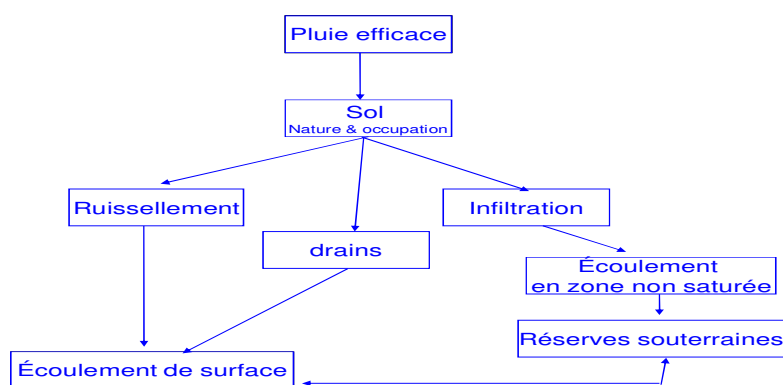 Pluie efficace
Sol
Nature & occupation
Ruissellement
Infiltration
drains
Écoulement
en zone non saturée
Réserves souterraines
Écoulement de surface